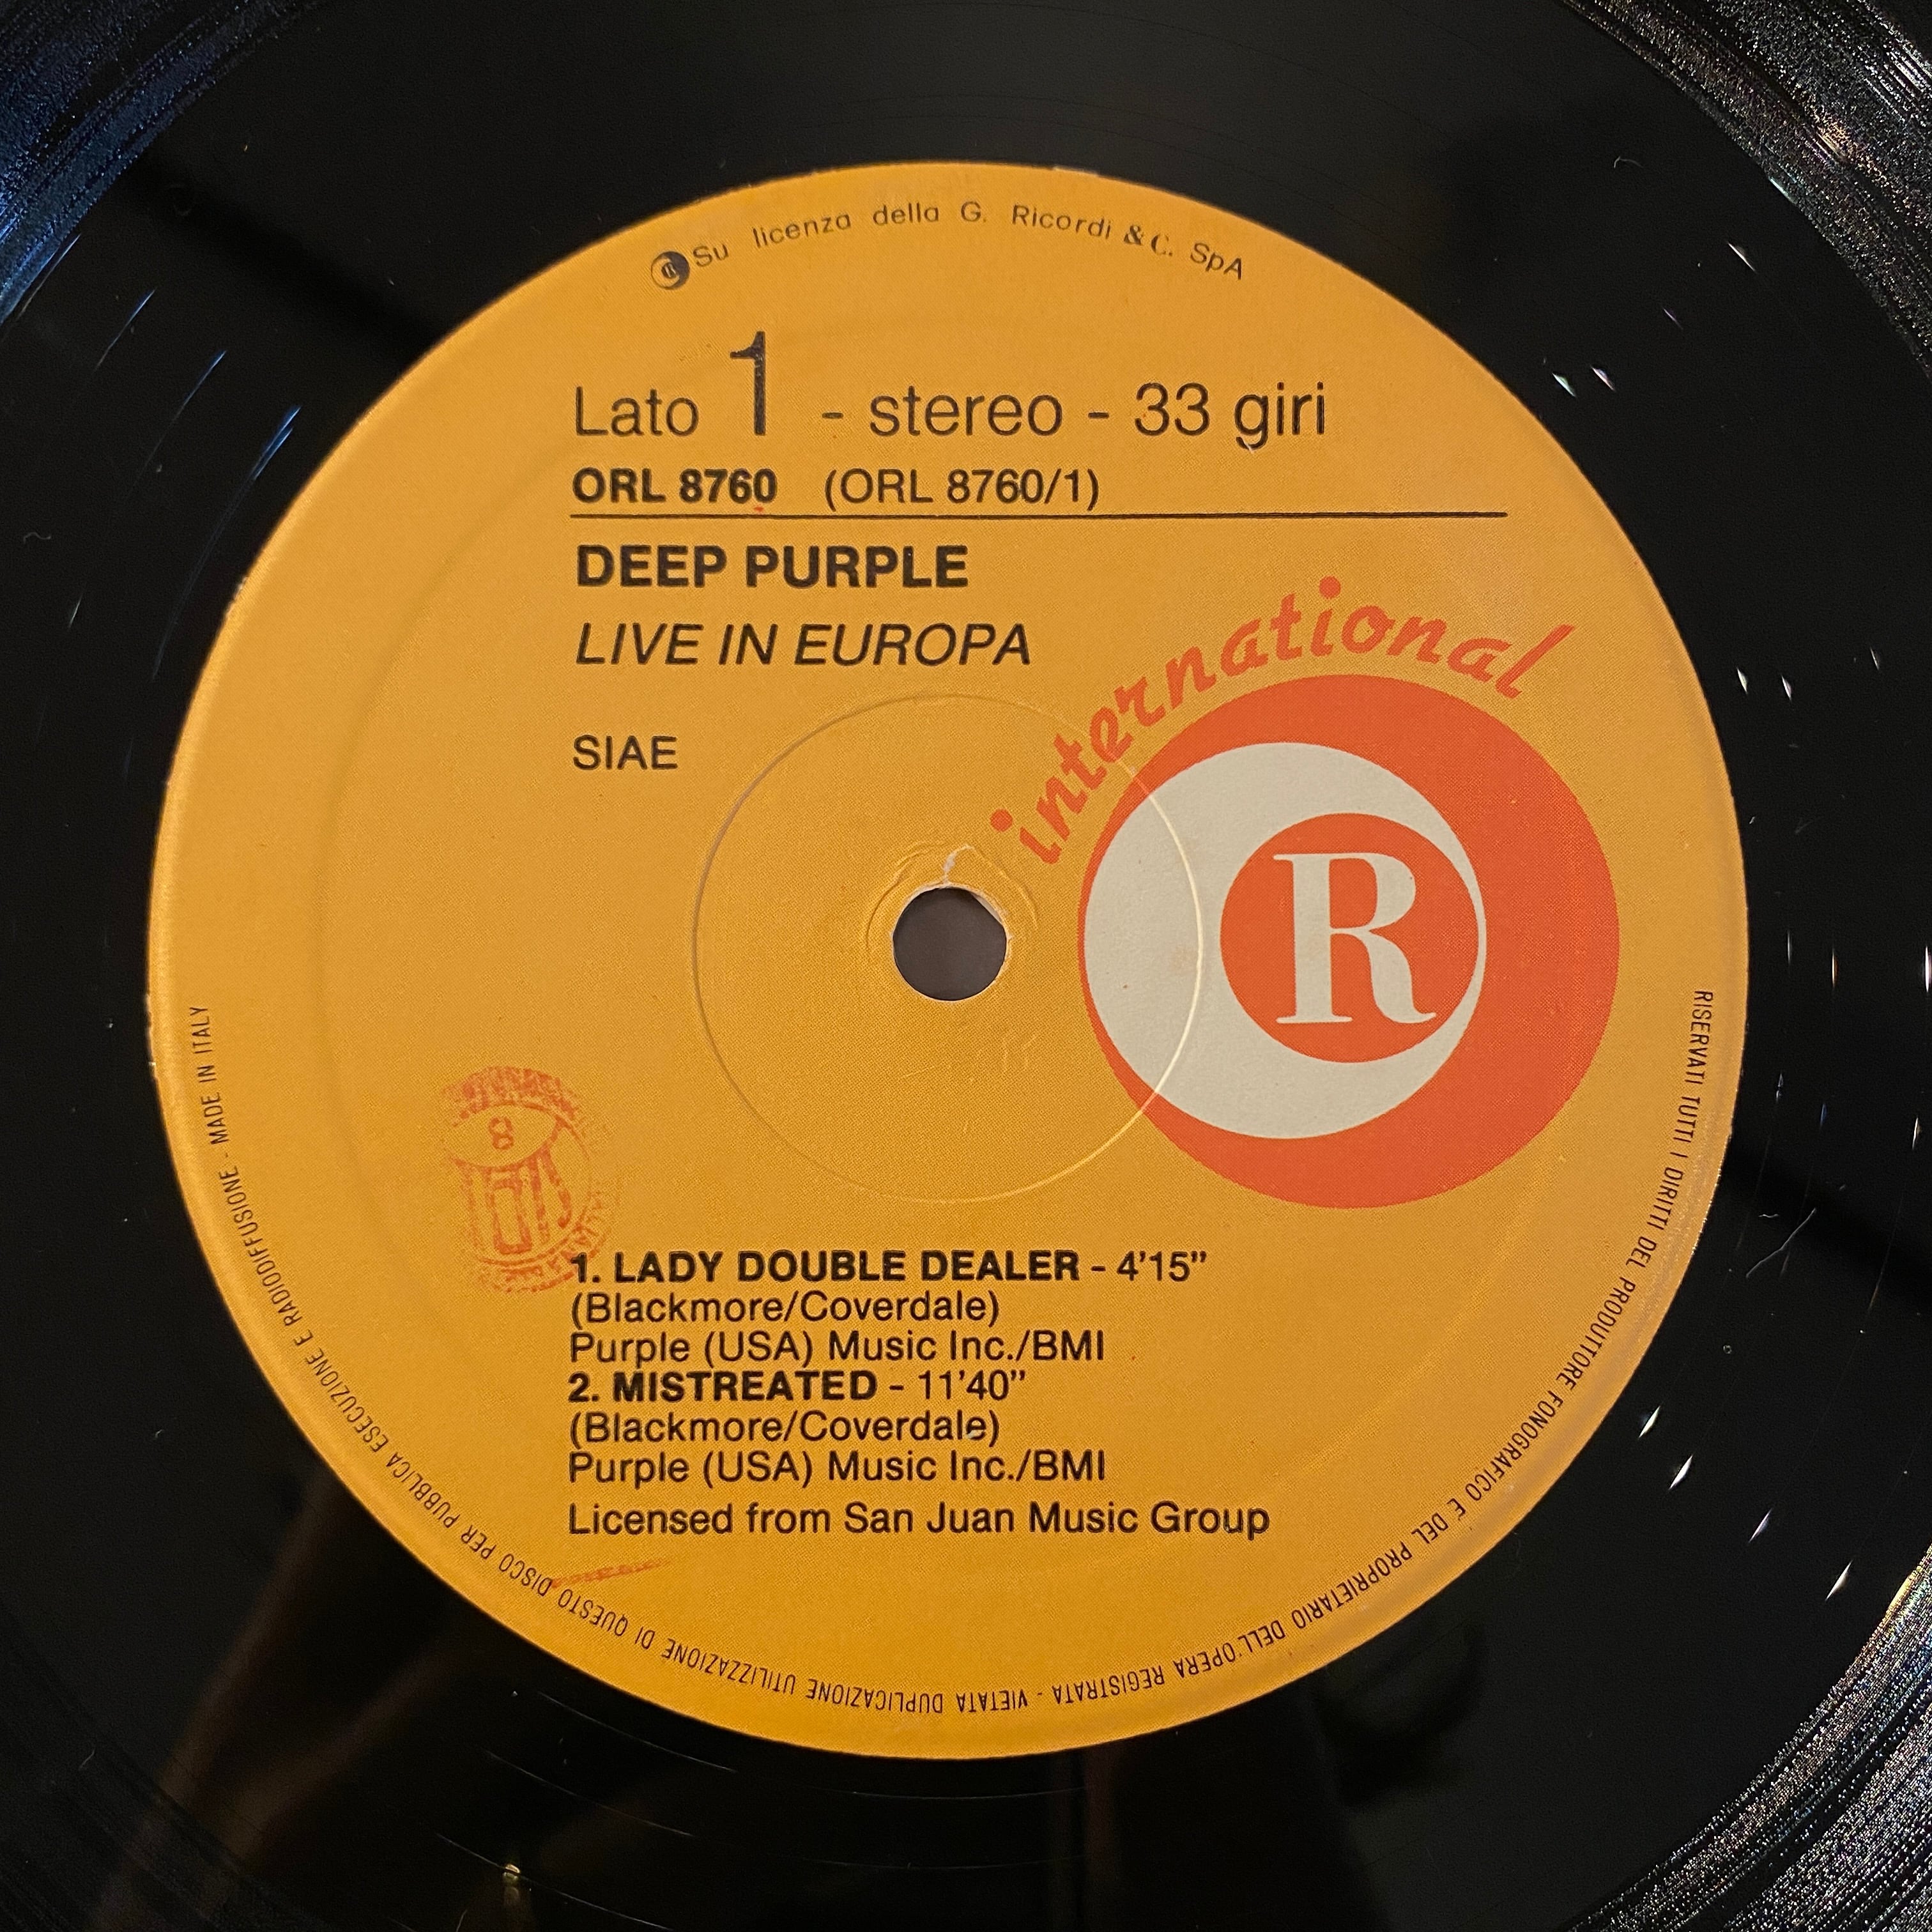 Su licenza della G. Ricordi & C. SpA
Lato 1 - stereo - 33 giri
ORL 8760 (ORL 8760/1)
DEEP PURPLE
LIVE IN EUROPA
SIAE
international
R
8
1. LADY DOUBLE DEALER - 4'15”
(Blackmore/Coverdale)
Purple (USA) Music Inc./BMI
2. MISTREATED - 11'40”
(Blackmore/Coverdale)
Purple (USA) Music Inc./BMI
Licensed from San Juan Music Group
RISERVATI TUTTI I DIRITTI DEL PRODUTTORE FONOGRAFICO E DEL PROPRIETARIO DELL'OPERA REGISTRATA - VIETATA DUPLICAZIONE UTILIZZAZIONE DI QUESTO DISCO PER PUBBLICA ESECUZIONE E RADIODIFFUSIONE - MADE IN ITALY